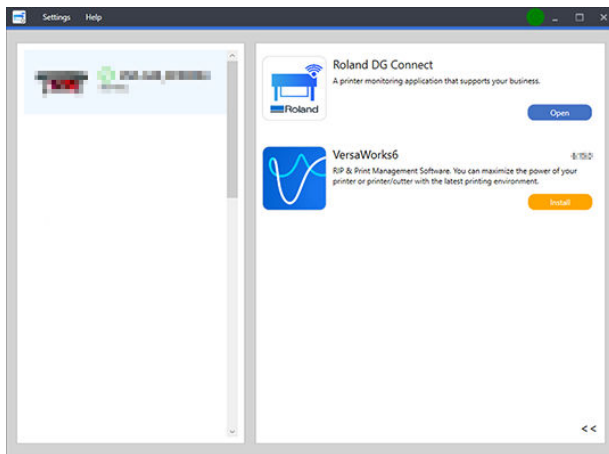 Settings Help
Roland DG Connect
A printer monitoring application that supports your business.
Roland
Open
VersaWorks6
RIP & Print Management Software. You can maximize the power of your
printer or printer/cutter with the latest printing environment.
Install
<<